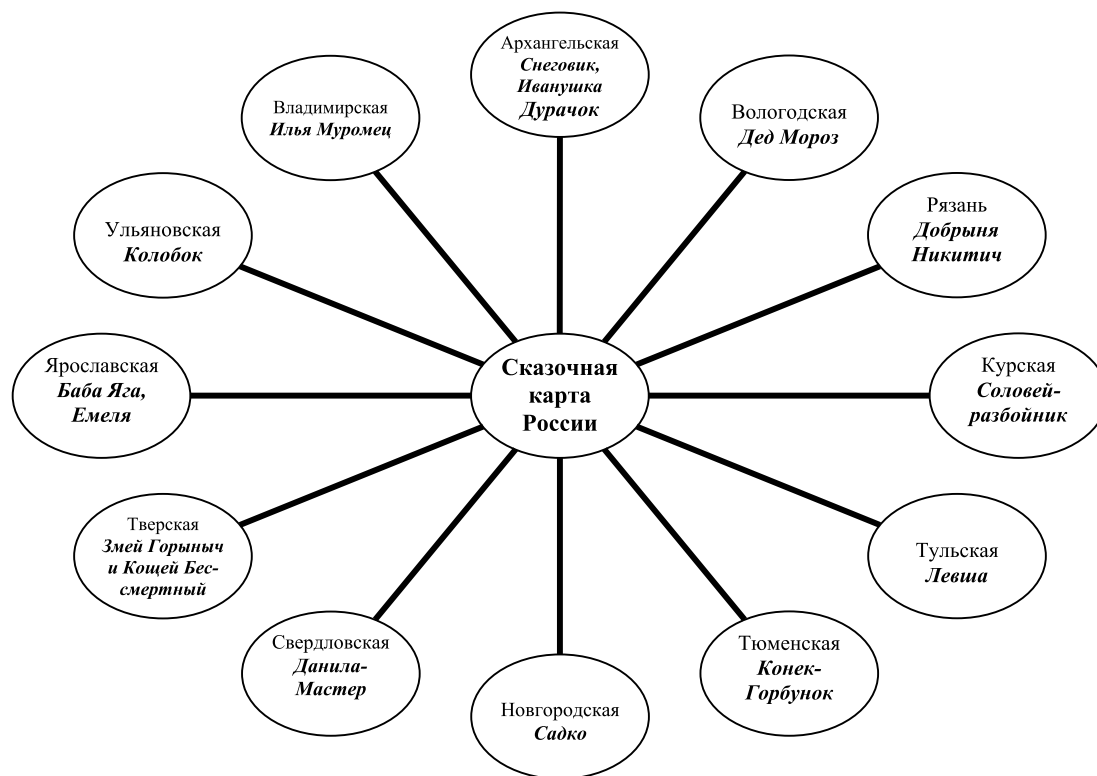 Архангельская
Снеговик,
Иванушка
Дурачок
Вологодская
Дед Мороз
Рязань
Добрыня
Никитич
Курская
Соловей-
разбойник
Тульская
Левша
Тюменская
Конек-
Горбунок
Новгородская
Садко
Свердловская
Данила-
Мастер
Тверская
Змей Горыныч
и Кощей Бес-
смертный
Ярославская
Баба Яга,
Емеля
Ульяновская
Колобок
Владимирская
Илья Муромец
Сказочная
карта
России